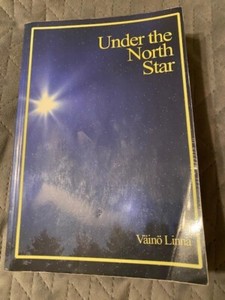 Under the
North
Star
Väinö Linna